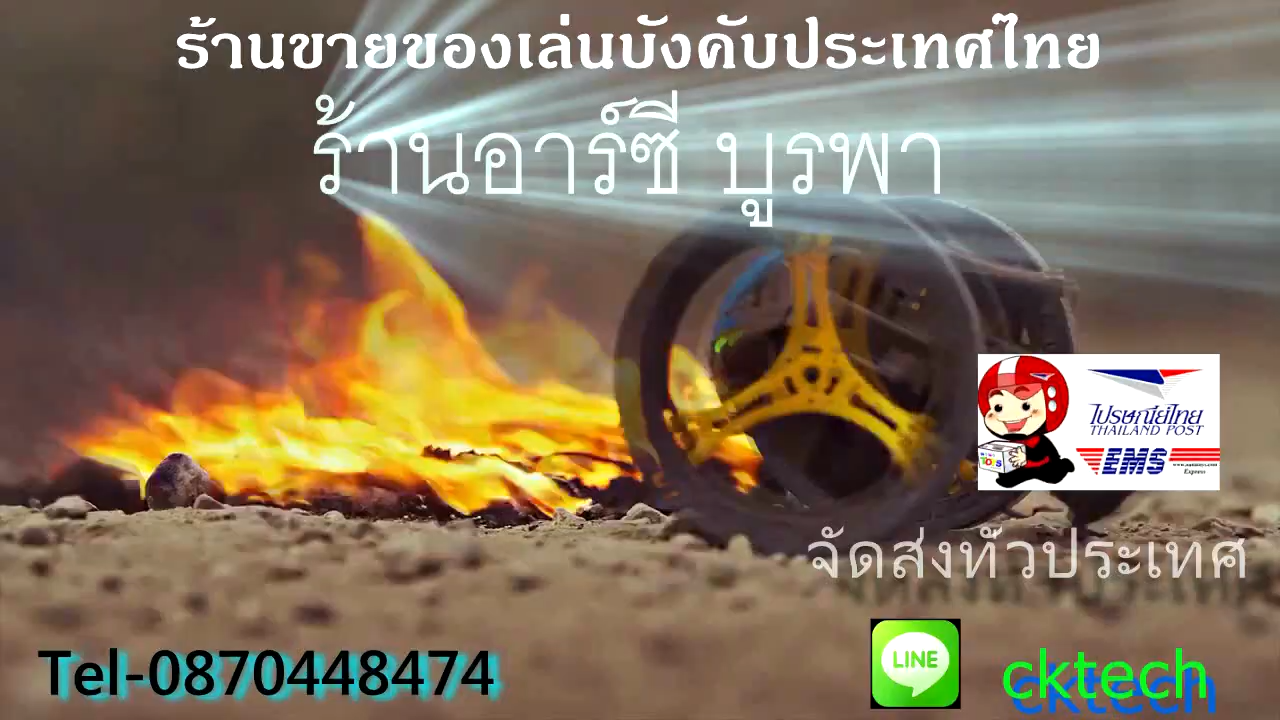 ร้านขายของเล่นบังคับประเทศไทย
ร้านอาร์ซี บูรพา
ไปรษณีย์ไทย
THAILAND POST
EMS
Express
TOYS
จัดส่งทั่วประเทศ
Tel-0870448474
LINE
cktech